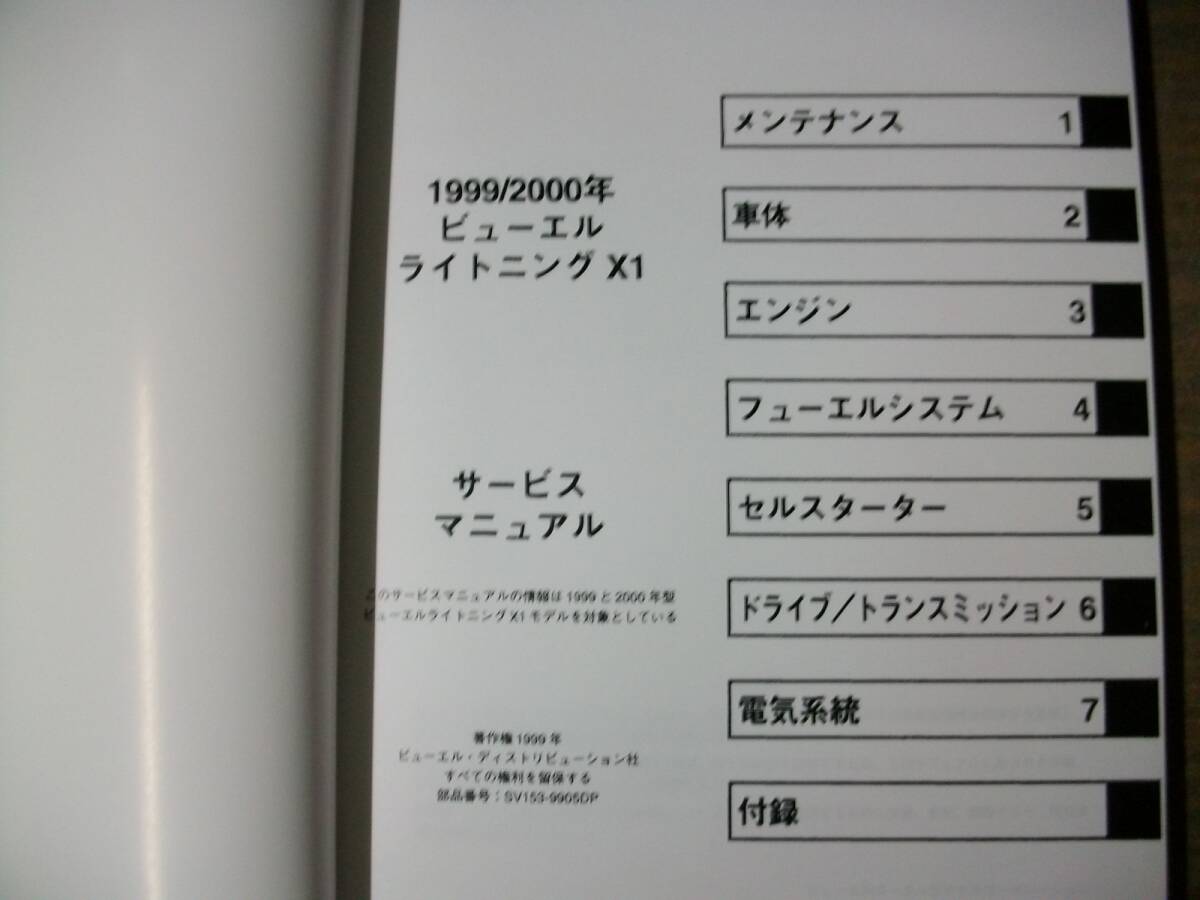 1999/2000年
ビューエル
ライトニング X1
サービス
マニュアル
このサービスマニュアルの情報は 1999 と 2000 年型
ビューエルライトニング X1 モデルを対象としている
著作権 1999 年
ビューエル・ディストリビューション社
すべての権利を留保する
部品番号：SV153-9905DP
メンテナンス 1
車体 2
エンジン 3
フューエルシステム 4
セルスターター 5
ドライブ／トランスミッション 6
電気系統 7
付録